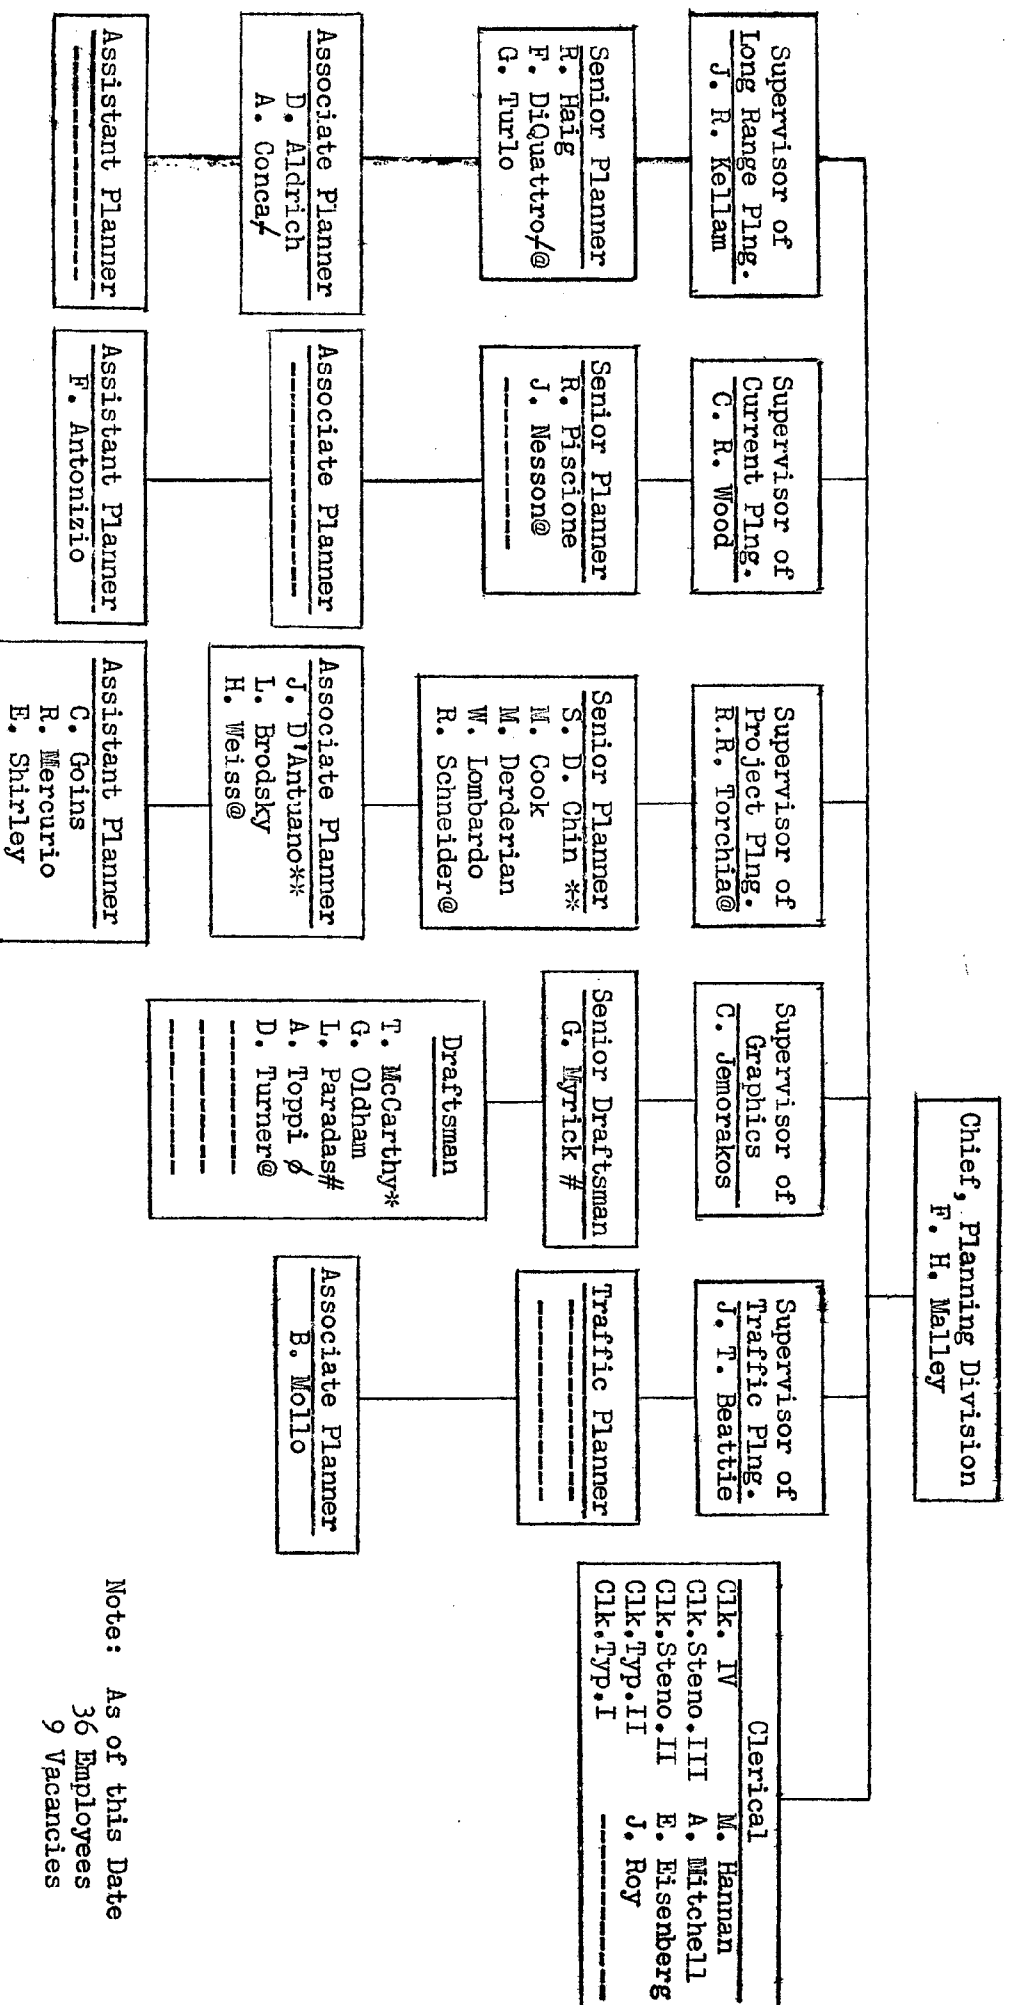 Chief, Planning Division
F. H. Malley
Supervisor of
Long Range Plng.
J. R. Kellam
Senior Planner
R. Haig
F. DiQuattro/@
G. Turlo
Associate Planner
D. Aldrich
A. Conca/
Assistant Planner
-----------
Supervisor of
Current Plng.
C. R. Wood
Senior Planner
R. Piscione
J. Nesson@
-----------
Associate Planner
---------------
Assistant Planner
F. Antonizio
Supervisor of
Project Plng.
R.R. Torchia@
Senior Planner
S. D. Chin **
M. Cook
M. Derderian
W. Lombardo
R. Schneider@
Associate Planner
J. D'Antuano**
L. Brodsky
H. Weiss@
Assistant Planner
C. Goins
R. Mercurio
E. Shirley
Supervisor of
Graphics
C. Jemorakos
Senior Draftsman
G. Myrick #
Draftsman
T. McCarthy*
G. Oldham
L. Paradas#
A. Toppi ø
D. Turner@
----------
----------
----------
Supervisor of
Traffic Plng.
J. T. Beattie
Traffic Planner
-------------
-------------
Associate Planner
B. Mollo
Clerical
Clk. IV M. Hannan
Clk.Steno.III A. Mitchell
Clk.Steno.II E. Eisenberg
Clk.Typ.II J. Roy
Clk.Typ.I ------------
Note: As of this Date
36 Employees
9 Vacancies